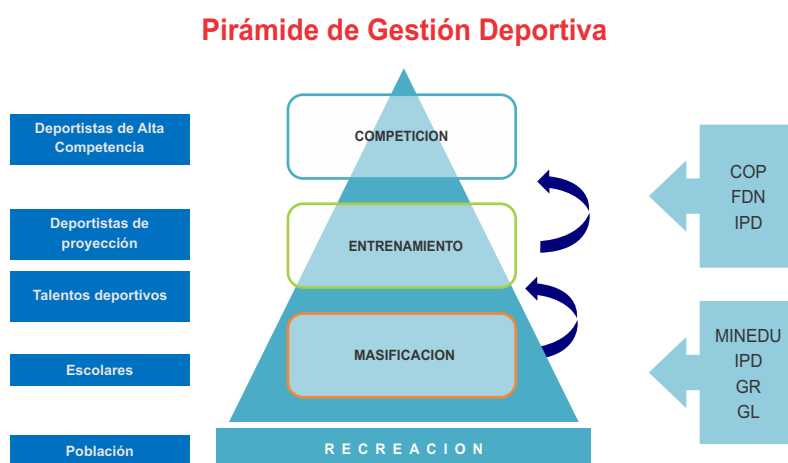 Pirámide de Gestión Deportiva
Deportistas de Alta
Competencia
COMPETICION
COP
FDN
IPD
Deportistas de
proyección
ENTRENAMIENTO
Talentos deportivos
MASIFICACION
MINEDU
IPD
GR
GL
Escolares
Población
RECREACION